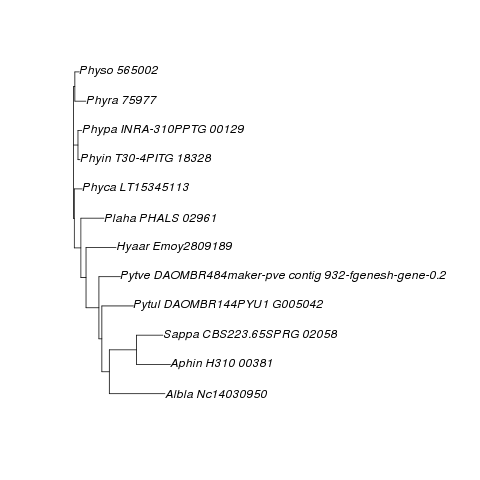 Physo 565002
Phyra 75977
Phypa INRA-310PPTG 00129
Phyin T30-4PITG 18328
Phyca LT15345113
Plaha PHALS 02961
Hyaar Emoy2809189
Pytve DAOMBR484maker-pve contig 932-fgenesh-gene-0.2
Pytul DAOMBR144PYU1 G005042
Sappa CBS223.65SPRG 02058
Aphin H310 00381
Albla Nc14030950